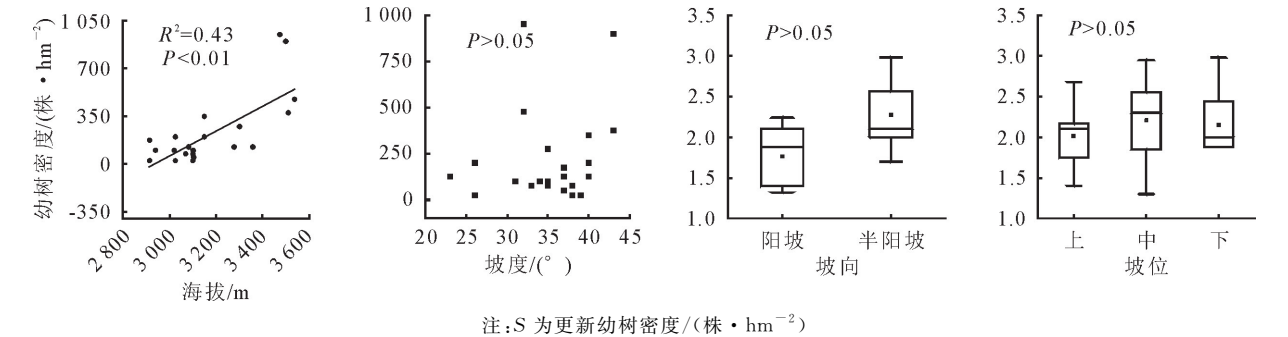 幼树密度/(株·hm⁻²)
1 050
700
350
0
-350
R²=0.43
P<0.01
2 800
3 000
3 200
3 400
3 600
海拔/m
1 000
750
500
250
0
P>0.05
20 25 30 35 40 45
坡度/(°)
3.5
3.0
2.5
2.0
1.5
1.0
P>0.05
阳坡 半阳坡
坡向
3.5
3.0
2.5
2.0
1.5
1.0
P>0.05
上 中 下
坡位
注:S 为更新幼树密度/(株·hm⁻²)